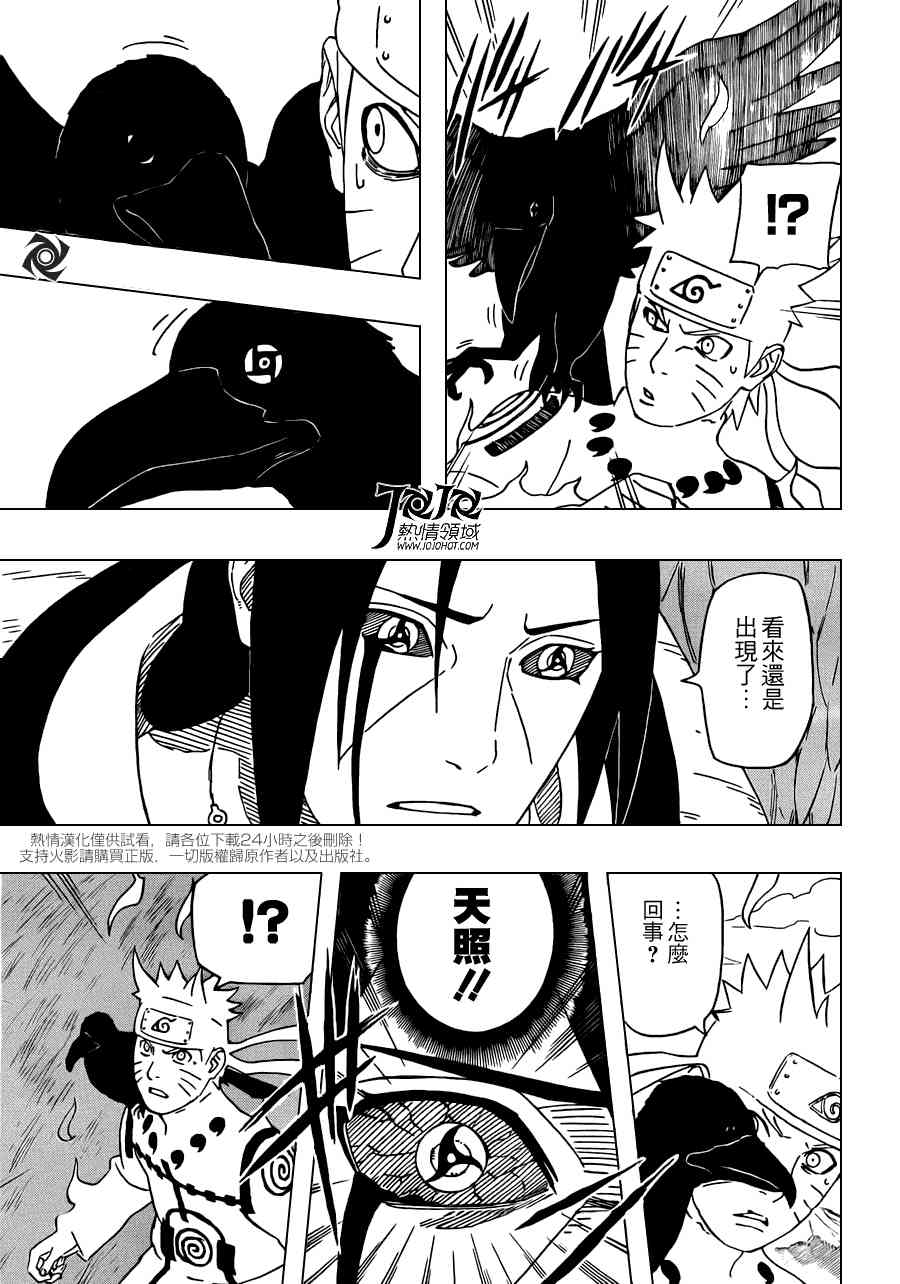 !?
JOJO
熱情領域
WWW.JOJOHOT.COM
看來還是
出現了…
熱情漢化僅供試看，請各位下載24小時之後刪除！
支持火影請購買正版，一切版權歸原作者以及出版社。
…怎麼
回事？
天照!!
!?